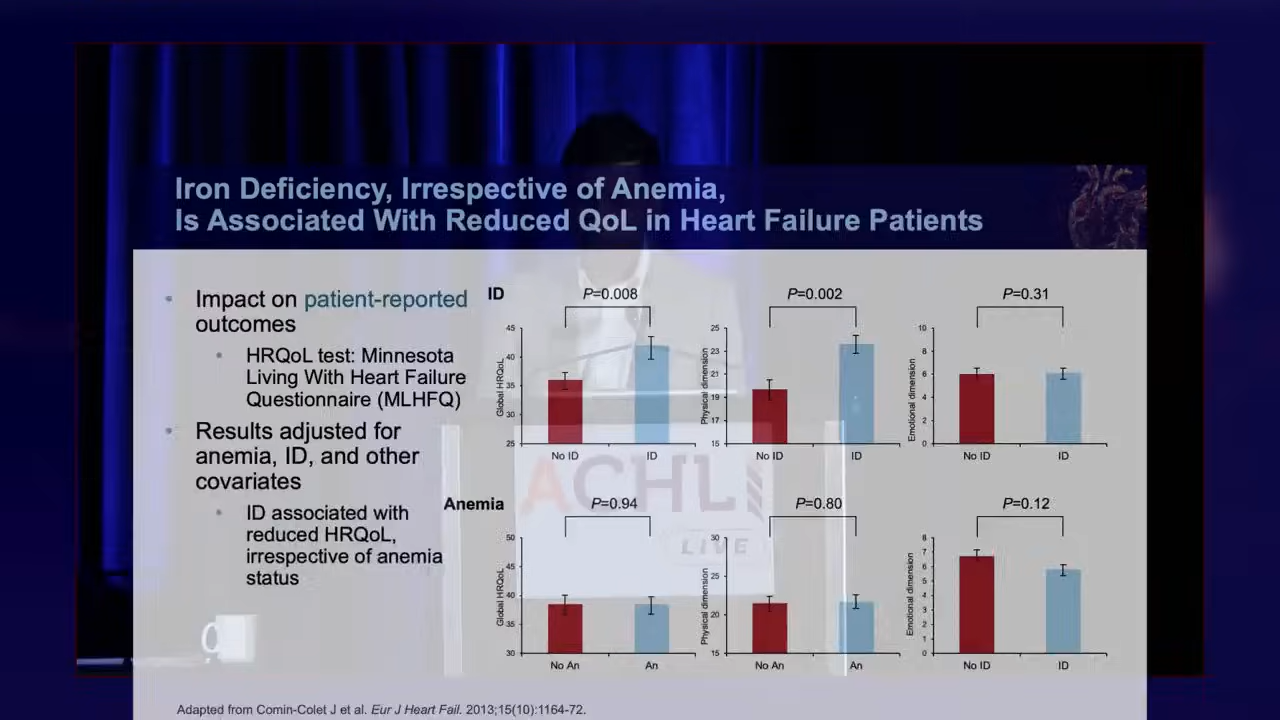 Iron Deficiency, Irrespective of Anemia,
Is Associated With Reduced QoL in Heart Failure Patients
• Impact on patient-reported
outcomes
• HRQoL test: Minnesota
Living With Heart Failure
Questionnaire (MLHFQ)
• Results adjusted for
anemia, ID, and other
covariates
• ID associated with
reduced HRQoL,
irrespective of anemia
status
ID
P=0.008
Global HRQoL
45
40
35
30
25
No ID ID
P=0.002
Physical dimension
25
23
21
19
17
15
No ID ID
P=0.31
Emotional dimension
10
8
6
4
2
0
No ID ID
Anemia
P=0.94
Global HRQoL
50
45
40
35
30
No An An
P=0.80
Physical dimension
30
25
20
15
No An An
P=0.12
Emotional dimension
8
7
6
5
4
3
2
1
0
No ID ID
ACHL
LIVE
Adapted from Comin-Colet J et al. Eur J Heart Fail. 2013;15(10):1164-72.